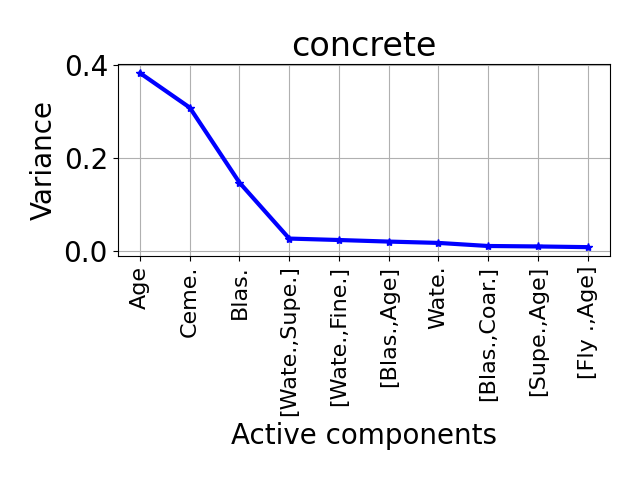 concrete
Variance
0.4
0.2
0.0
Age
Ceme.
Blas.
[Wate.,Supe.]
[Wate.,Fine.]
[Blas.,Age]
Wate.
[Blas.,Coar.]
[Supe.,Age]
[Fly .,Age]
Active components